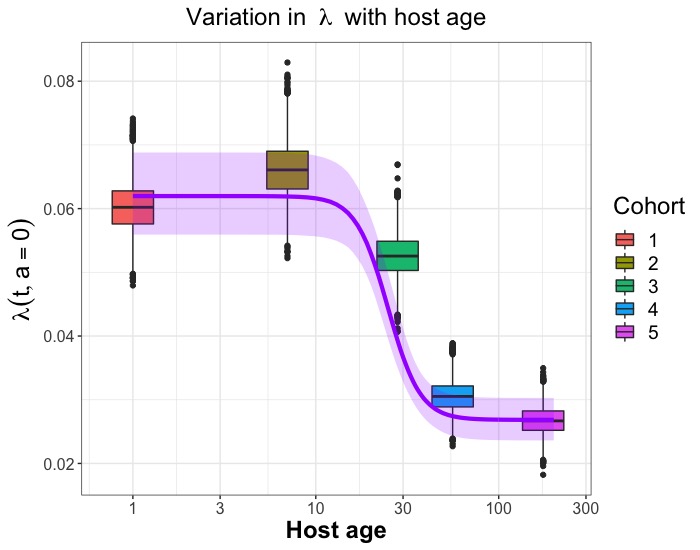 Variation in λ with host age
λ(t, a = 0)
0.08
0.06
0.04
0.02
1 3 10 30 100 300
Host age
Cohort
1
2
3
4
5